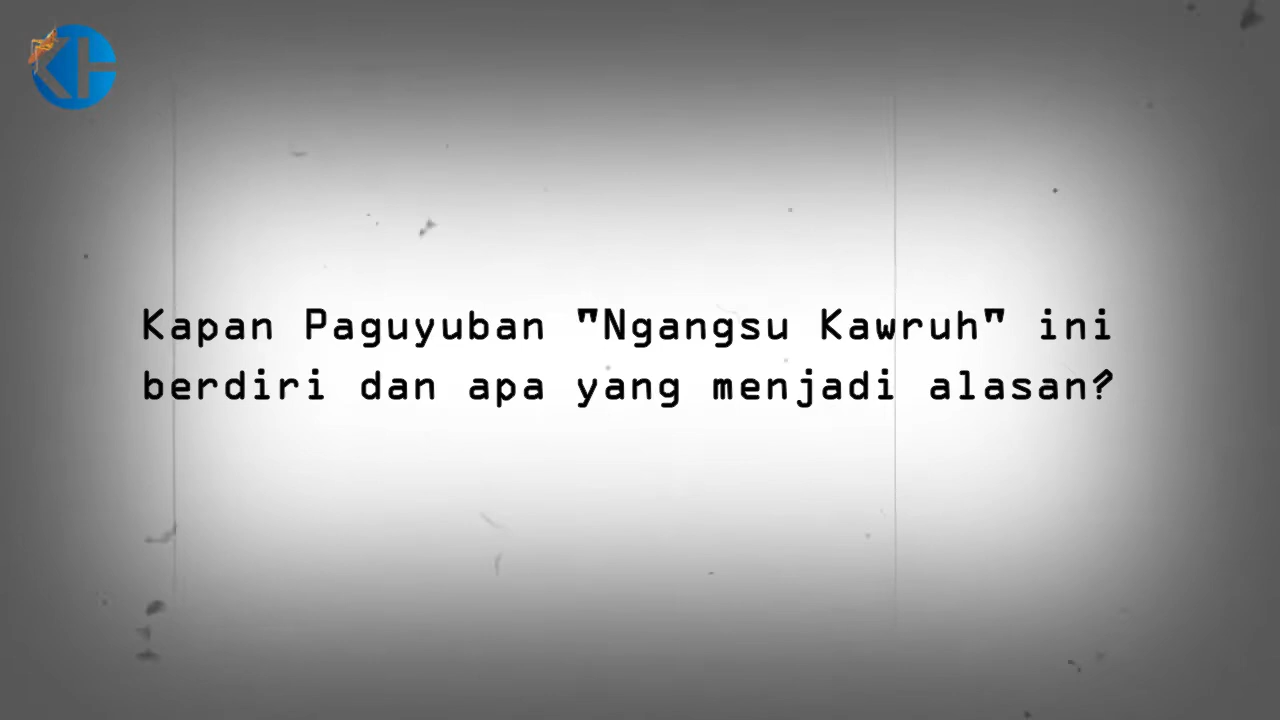 Kapan Paguyuban "Ngangsu Kawruh" ini
berdiri dan apa yang menjadi alasan?